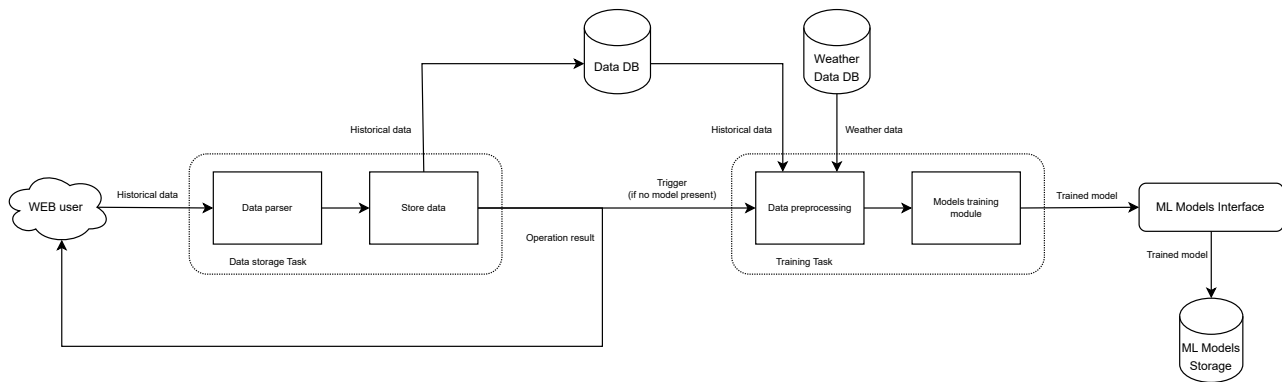 Data DB
Weather
Data DB
Historical data
Historical data
Weather data
WEB user
Historical data
Data parser
Store data
Data storage Task
Operation result
Trigger
(if no model present)
Data preprocessing
Models training
module
Training Task
Trained model
ML Models Interface
Trained model
ML Models
Storage